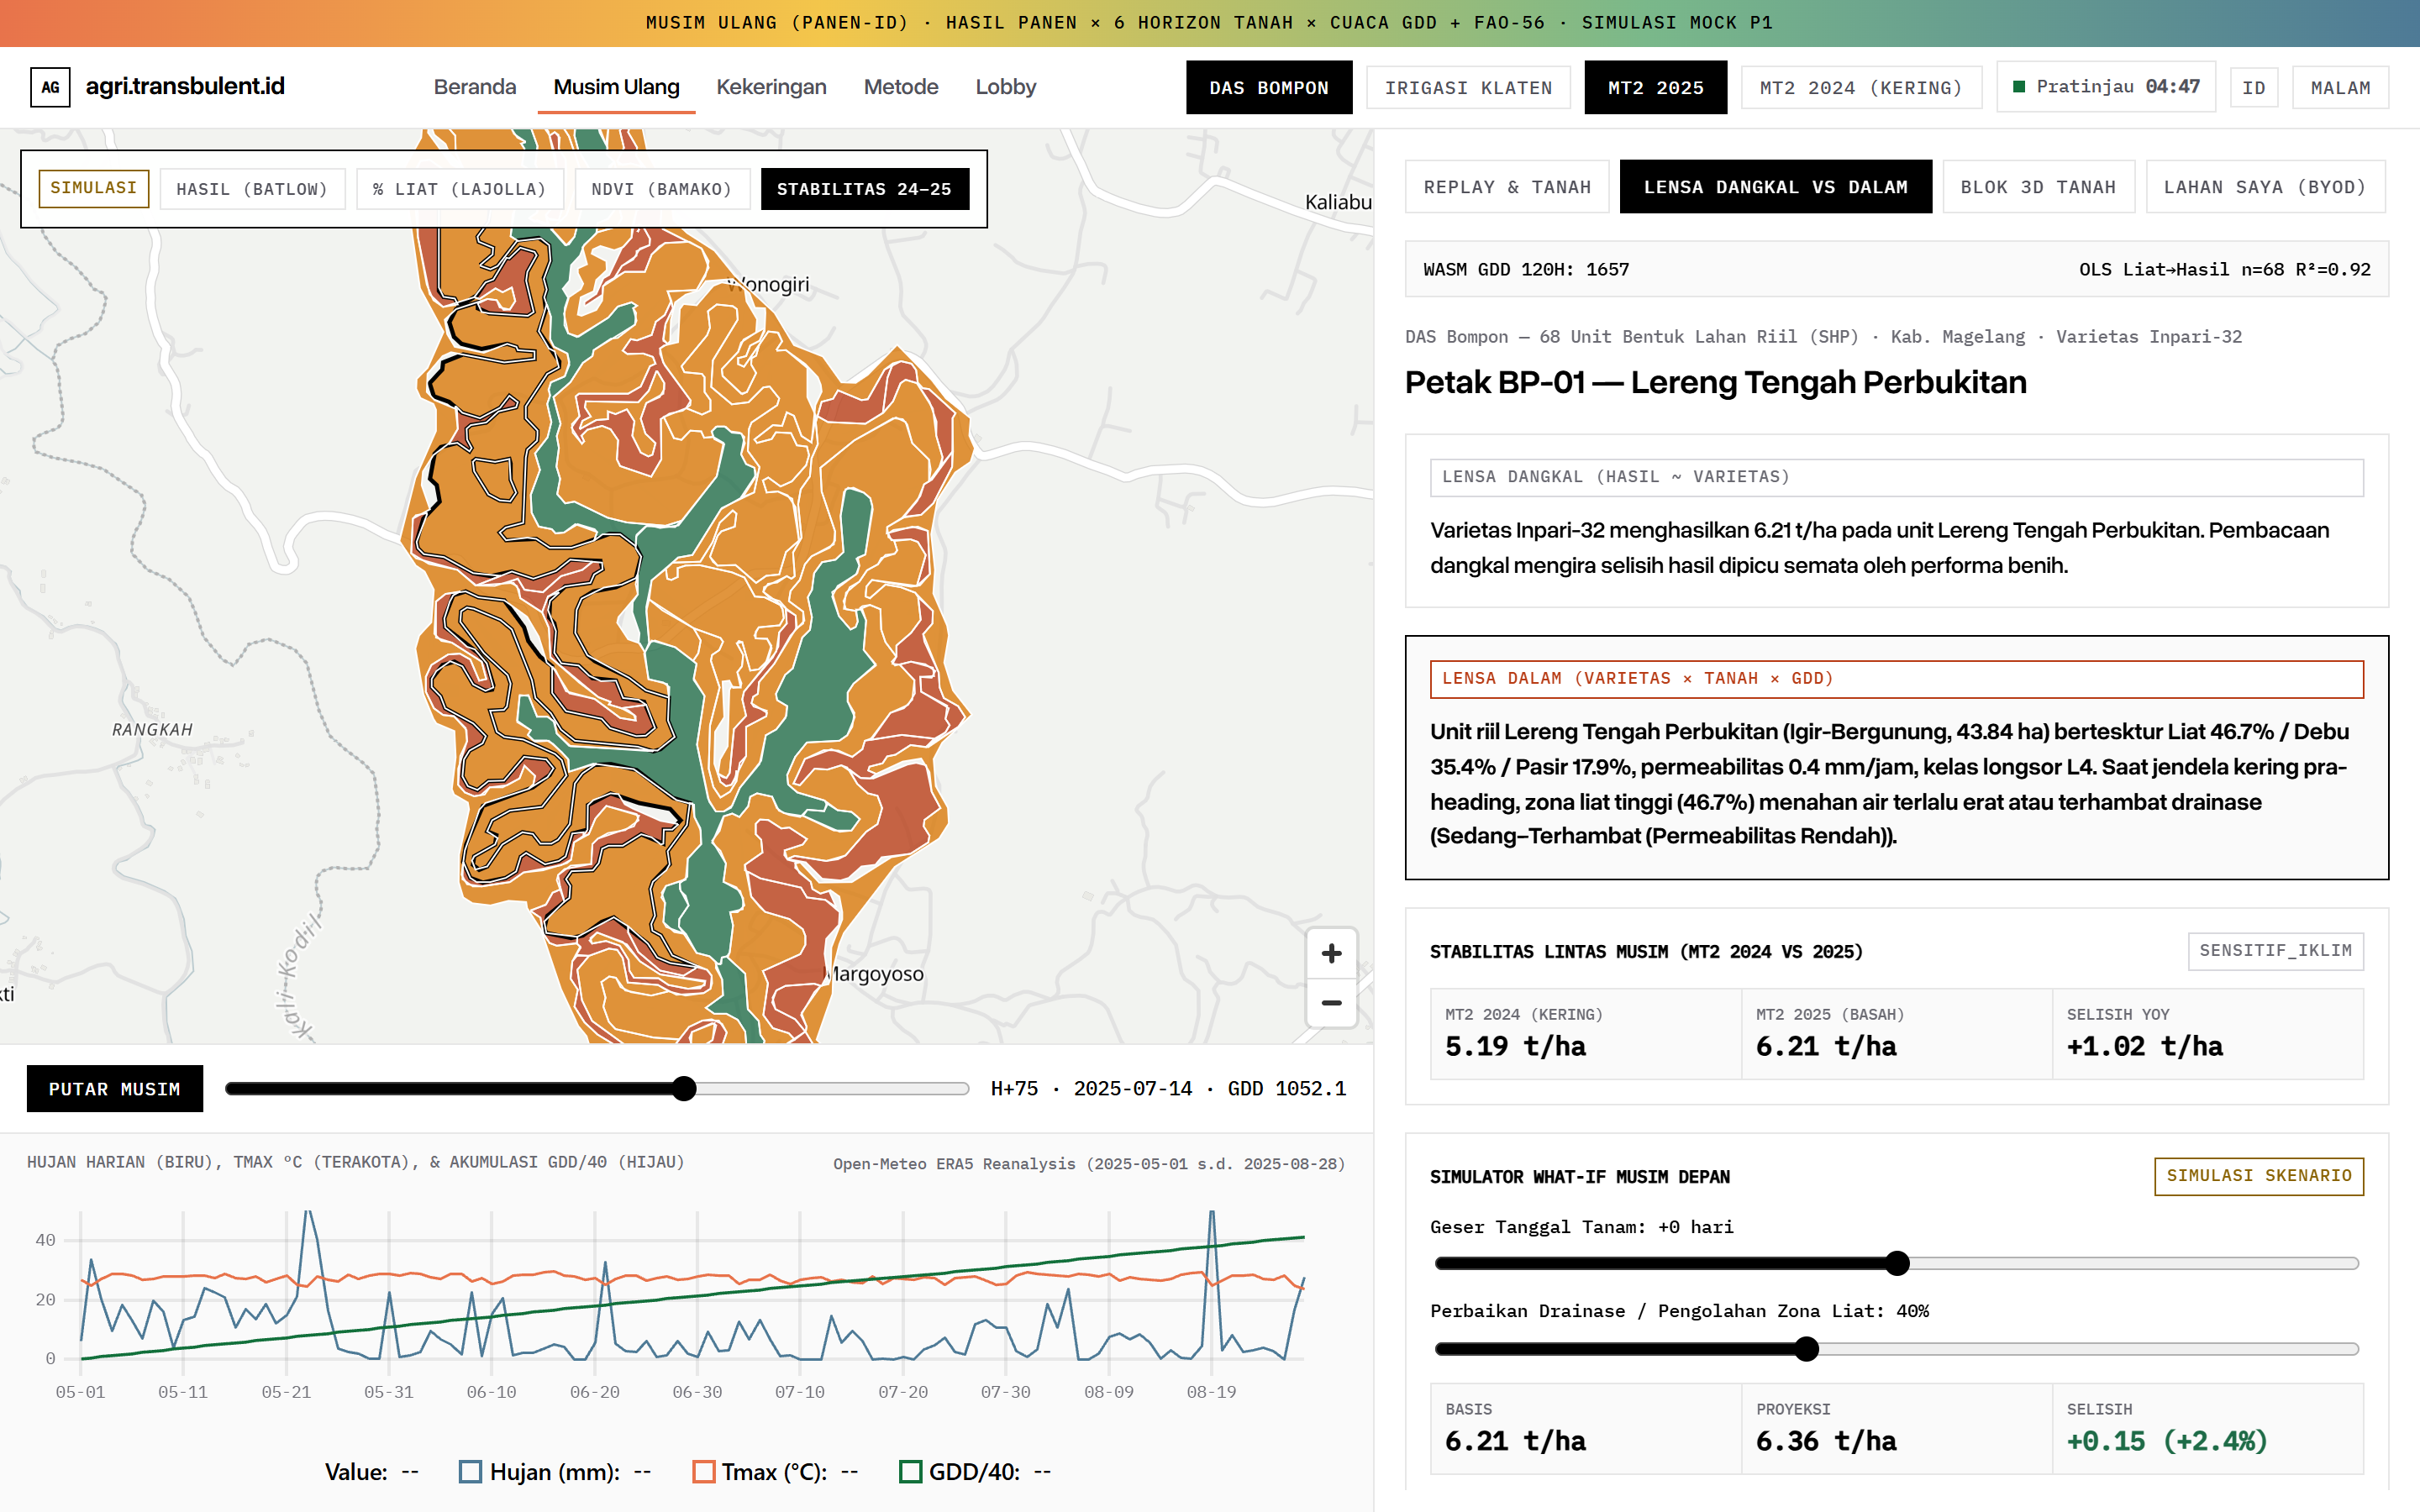 MUSIM ULANG (PANEN-ID) · HASIL PANEN × 6 HORIZON TANAH × CUACA GDD + FAO-56 · SIMULASI MOCK P1
AG agri.transbulent.id Beranda Musim Ulang Kekeringan Metode Lobby DAS BOMPON IRIGASI KLATEN MT2 2025 MT2 2024 (KERING) Pratinjau 04:47 ID MALAM
SIMULASI HASIL (BATLOW) % LIAT (LAJOLLA) NDVI (BAMAKO) STABILITAS 24–25
Kaliabu
Wonogiri
RANGKAH
Kali Kodil
Margoyoso
kti
PUTAR MUSIM H+75 · 2025-07-14 · GDD 1052.1
HUJAN HARIAN (BIRU), TMAX °C (TERAKOTA), & AKUMULASI GDD/40 (HIJAU) Open-Meteo ERA5 Reanalysis (2025-05-01 s.d. 2025-08-28)
40
20
0
05-01 05-11 05-21 05-31 06-10 06-20 06-30 07-10 07-20 07-30 08-09 08-19
Value: -- Hujan (mm): -- Tmax (°C): -- GDD/40: --
REPLAY & TANAH LENSA DANGKAL VS DALAM BLOK 3D TANAH LAHAN SAYA (BYOD)
WASM GDD 120H: 1657 OLS Liat→Hasil n=68 R²=0.92
DAS Bompon — 68 Unit Bentuk Lahan Riil (SHP) · Kab. Magelang · Varietas Inpari-32
Petak BP-01 — Lereng Tengah Perbukitan
LENSA DANGKAL (HASIL ~ VARIETAS)
Varietas Inpari-32 menghasilkan 6.21 t/ha pada unit Lereng Tengah Perbukitan. Pembacaan
dangkal mengira selisih hasil dipicu semata oleh performa benih.
LENSA DALAM (VARIETAS × TANAH × GDD)
Unit riil Lereng Tengah Perbukitan (Igir-Bergunung, 43.84 ha) bertesktur Liat 46.7% / Debu
35.4% / Pasir 17.9%, permeabilitas 0.4 mm/jam, kelas longsor L4. Saat jendela kering pra-
heading, zona liat tinggi (46.7%) menahan air terlalu erat atau terhambat drainase
(Sedang–Terhambat (Permeabilitas Rendah)).
STABILITAS LINTAS MUSIM (MT2 2024 VS 2025) SENSITIF_IKLIM
MT2 2024 (KERING) MT2 2025 (BASAH) SELISIH YOY
5.19 t/ha 6.21 t/ha +1.02 t/ha
SIMULATOR WHAT-IF MUSIM DEPAN SIMULASI SKENARIO
Geser Tanggal Tanam: +0 hari
Perbaikan Drainase / Pengolahan Zona Liat: 40%
BASIS PROYEKSI SELISIH
6.21 t/ha 6.36 t/ha +0.15 (+2.4%)